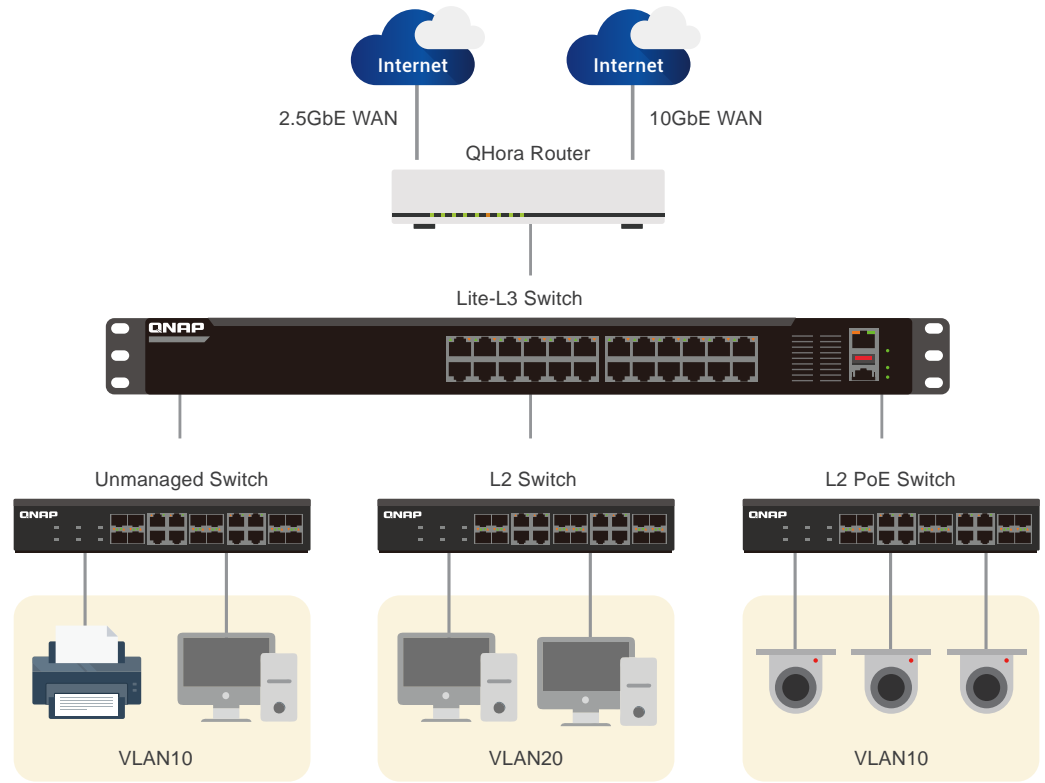 Internet
Internet
2.5GbE WAN
10GbE WAN
QHora Router
Lite-L3 Switch
QNAP
Unmanaged Switch
L2 Switch
L2 PoE Switch
QNAP
QNAP
QNAP
VLAN10
VLAN20
VLAN10